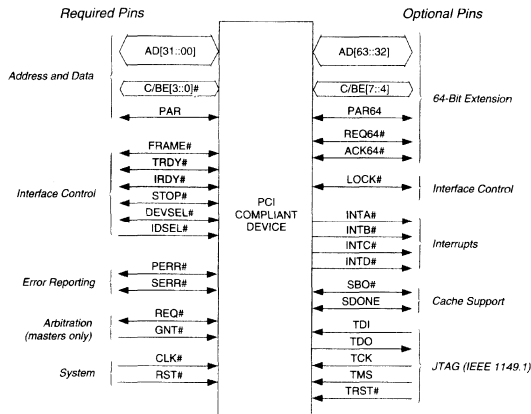 Required Pins
Optional Pins
AD[31::00]
AD[63::32]
Address and Data
C/BE[3::0]#
C/BE[7::4]
64-Bit Extension
PAR
PAR64
REQ64#
ACK64#
FRAME#
TRDY#
IRDY#
STOP#
DEVSEL#
IDSEL#
Interface Control
LOCK#
Interface Control
PCI
COMPLIANT
DEVICE
INTA#
INTB#
INTC#
INTD#
Interrupts
PERR#
SERR#
Error Reporting
SBO#
SDONE
Cache Support
REQ#
GNT#
Arbitration
(masters only)
TDI
TDO
TCK
TMS
TRST#
JTAG (IEEE 1149.1)
CLK#
RST#
System